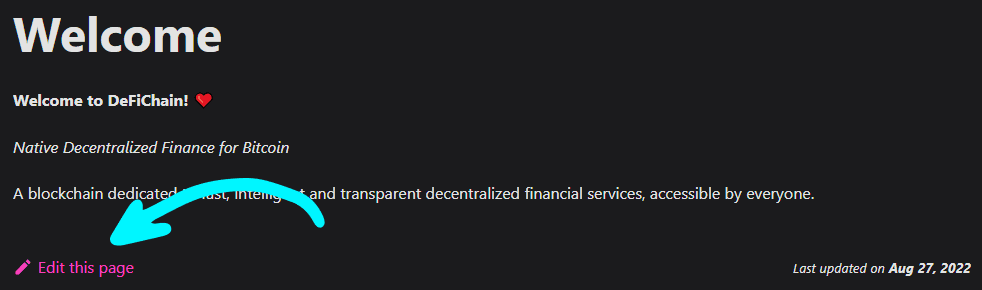 Welcome
Welcome to DeFiChain! ❤️
Native Decentralized Finance for Bitcoin
A blockchain dedicated fast, intelligent and transparent decentralized financial services, accessible by everyone.
Edit this page
Last updated on Aug 27, 2022